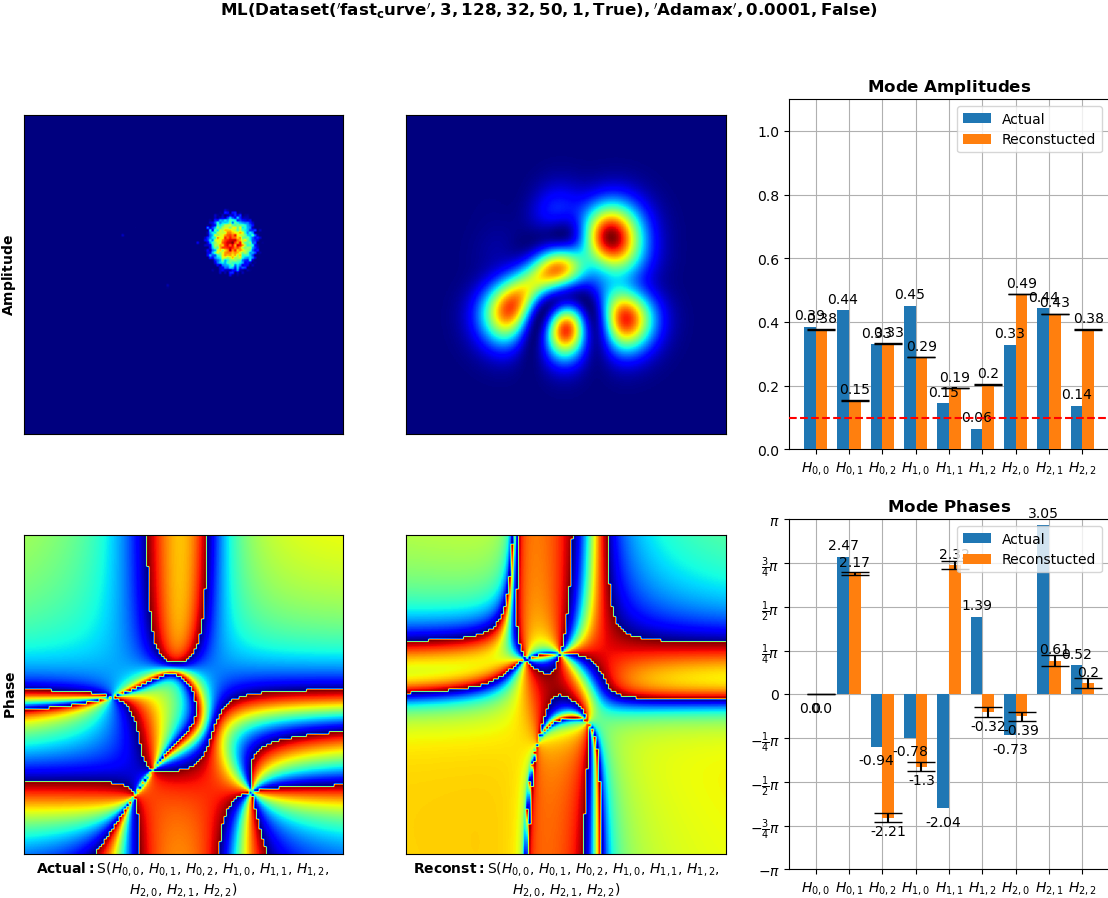 ML(Dataset('fast_curve', 3, 128, 32, 50, 1, True), 'Adamax', 0.0001, False)
Amplitude
Mode Amplitudes
Actual
Reconstucted
1.0
0.8
0.6
0.4
0.2
0.0
0.39 0.44 0.33 0.45 0.15 0.06 0.33 0.44 0.14
0.38 0.15 0.33 0.29 0.19 0.2 0.49 0.43 0.38
H0,0 H0,1 H0,2 H1,0 H1,1 H1,2 H2,0 H2,1 H2,2
Phase
Actual: S(H0,0, H0,1, H0,2, H1,0, H1,1, H1,2,
H2,0, H2,1, H2,2)
Reconst: S(H0,0, H0,1, H0,2, H1,0, H1,1, H1,2,
H2,0, H2,1, H2,2)
Mode Phases
Actual
Reconstucted
π
3/4π
1/2π
1/4π
0
−1/4π
−1/2π
−3/4π
−π
0.0 2.47 -0.94 -0.78 -2.04 1.39 -0.73 3.05 0.52
0.0 2.17 -2.21 -1.3 -0.32 -0.39 0.61 0.2
H0,0 H0,1 H0,2 H1,0 H1,1 H1,2 H2,0 H2,1 H2,2